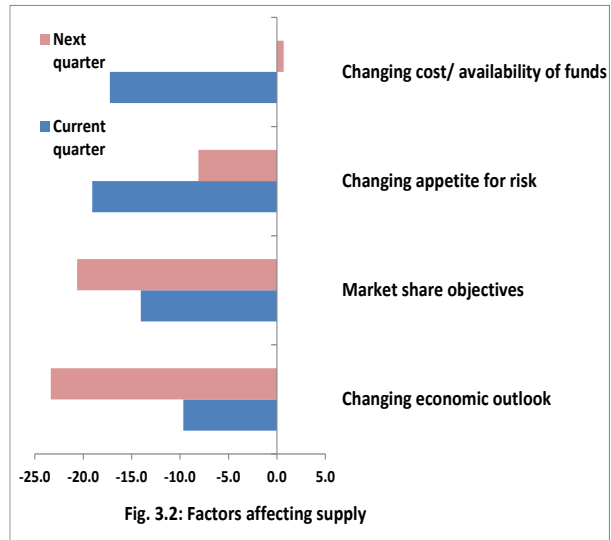 Next
quarter
Changing cost/ availability of funds
Current
quarter
Changing appetite for risk
Market share objectives
Changing economic outlook
-25.0 -20.0 -15.0 -10.0 -5.0 0.0 5.0
Fig. 3.2: Factors affecting supply